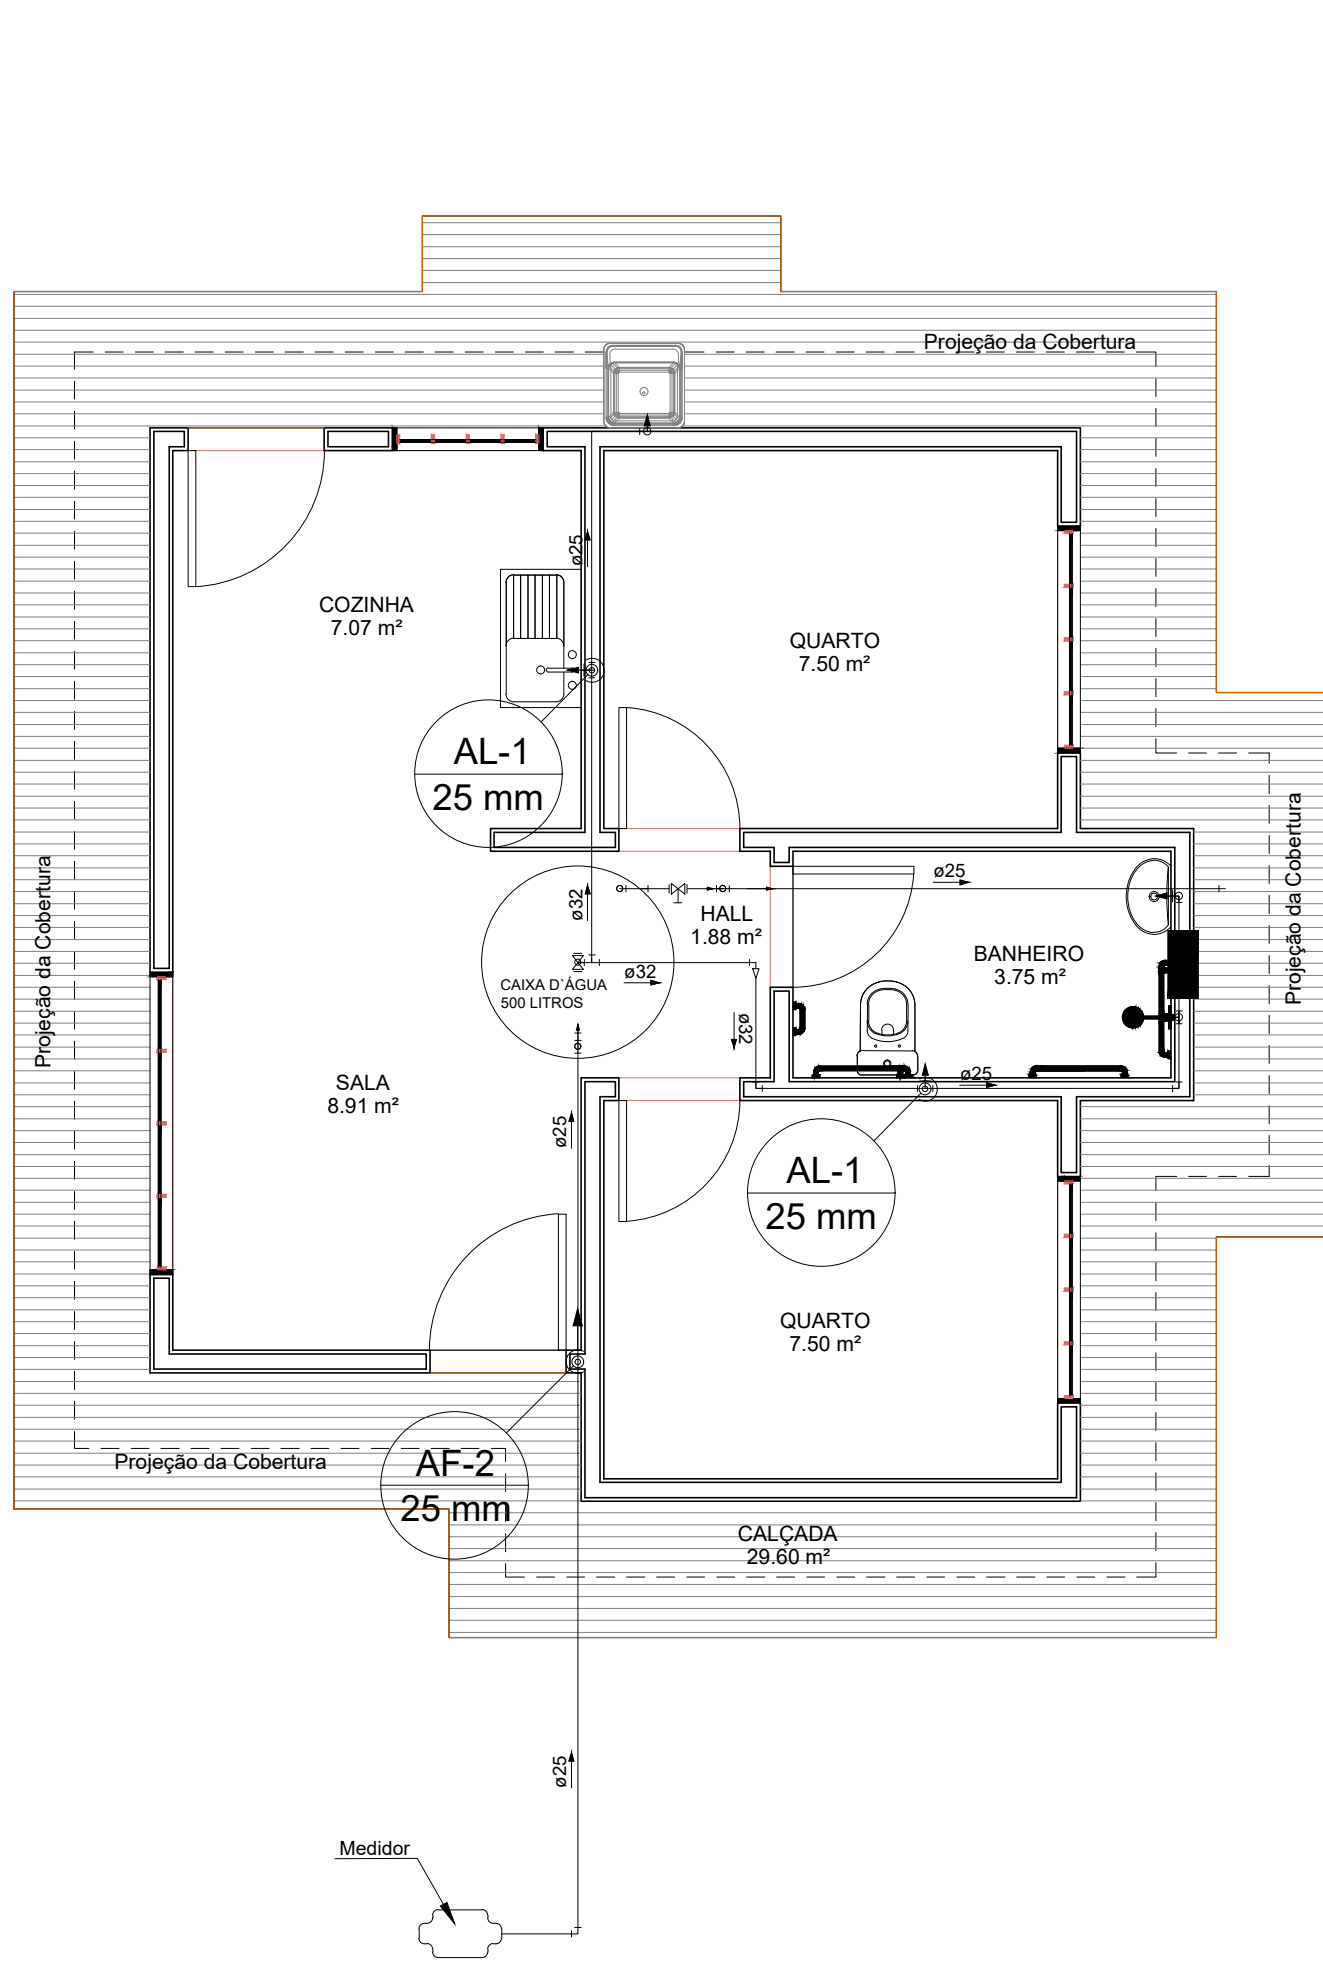 Projeção da Cobertura
ø25
COZINHA
7.07 m²
QUARTO
7.50 m²
AL-1
25 mm
Projeção da Cobertura
Projeção da Cobertura
ø25
ø32
HALL
1.88 m²
BANHEIRO
3.75 m²
ø32
CAIXA D`ÁGUA
500 LITROS
ø32
SALA
8.91 m²
ø25
ø25
AL-1
25 mm
QUARTO
7.50 m²
Projeção da Cobertura
AF-2
25 mm
CALÇADA
29.60 m²
ø25
Medidor